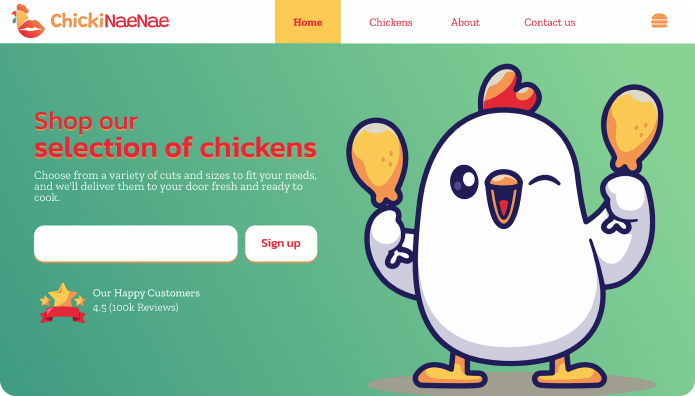 ChickiNaeNae
Home
Chickens
About
Contact us
Shop our
selection of chickens
Choose from a variety of cuts and sizes to fit your needs,
and we'll deliver them to your door fresh and ready to
cook.
Sign up
Our Happy Customers
4.5 (100k Reviews)